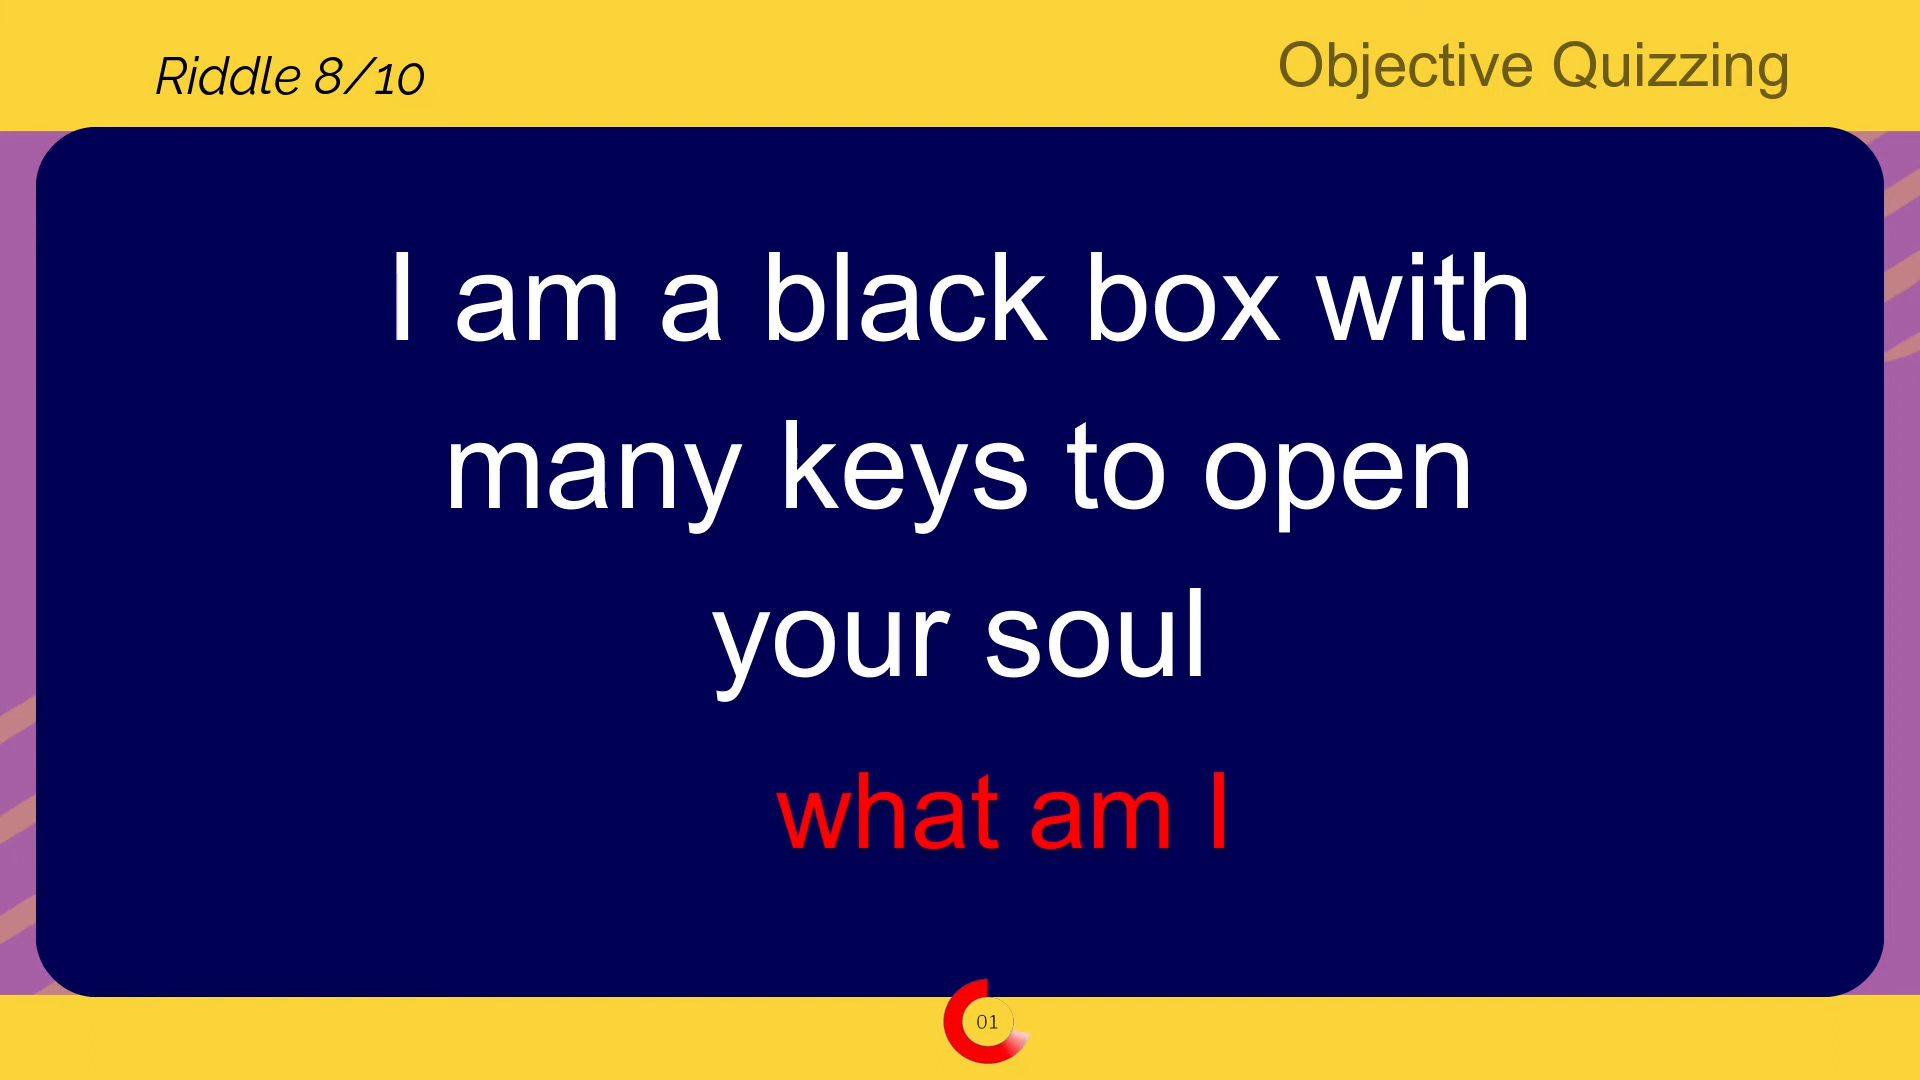 Riddle 8/10
Objective Quizzing
I am a black box with
many keys to open
your soul
what am I
01